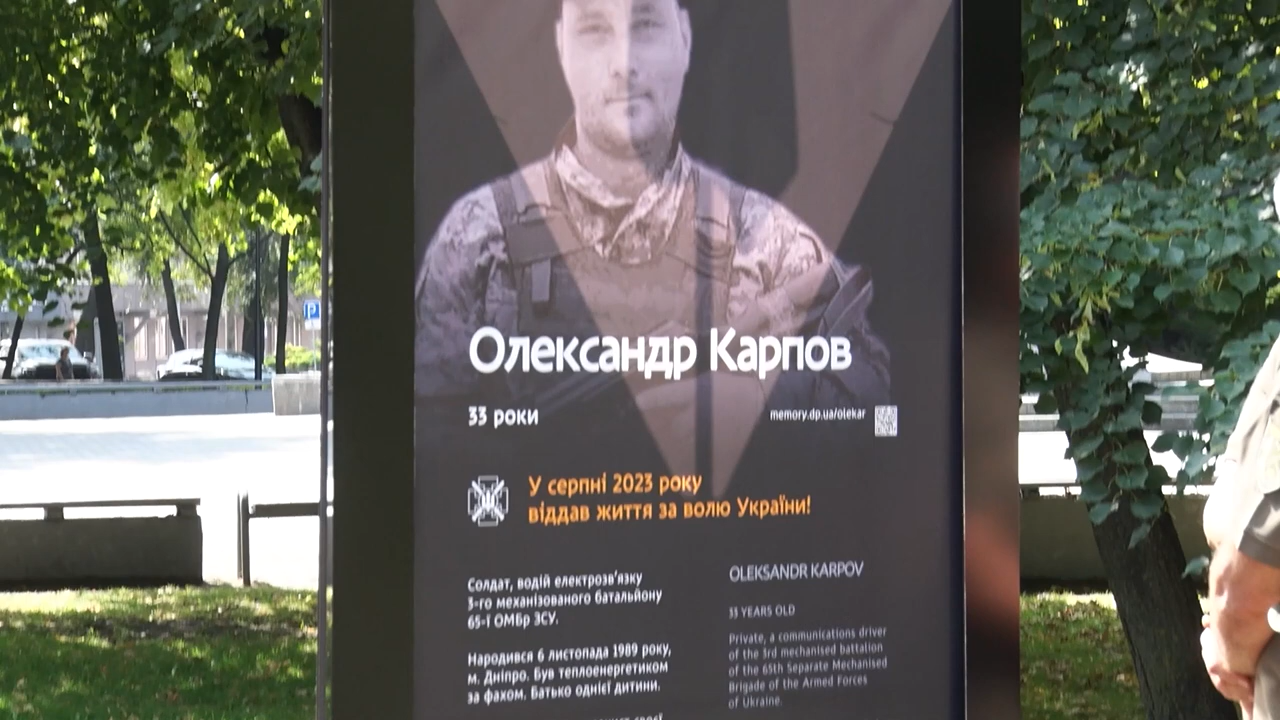 Олександр Карпов
33 роки
memory.dp.ua/olekar
У серпні 2023 року
віддав життя за волю України!
Солдат, водій електрозв'язку
3-го механізованого батальйону
65-ї ОМБр ЗСУ.
Народився 6 листопада 1989 року,
м. Дніпро. Був теплоенергетиком
за фахом. Батько однієї дитини.
OLEKSANDR KARPOV
33 YEARS OLD
Private, a communications driver
of the 3rd mechanised battalion
of the 65th Separate Mechanised
Brigade of the Armed Forces
of Ukraine.
P